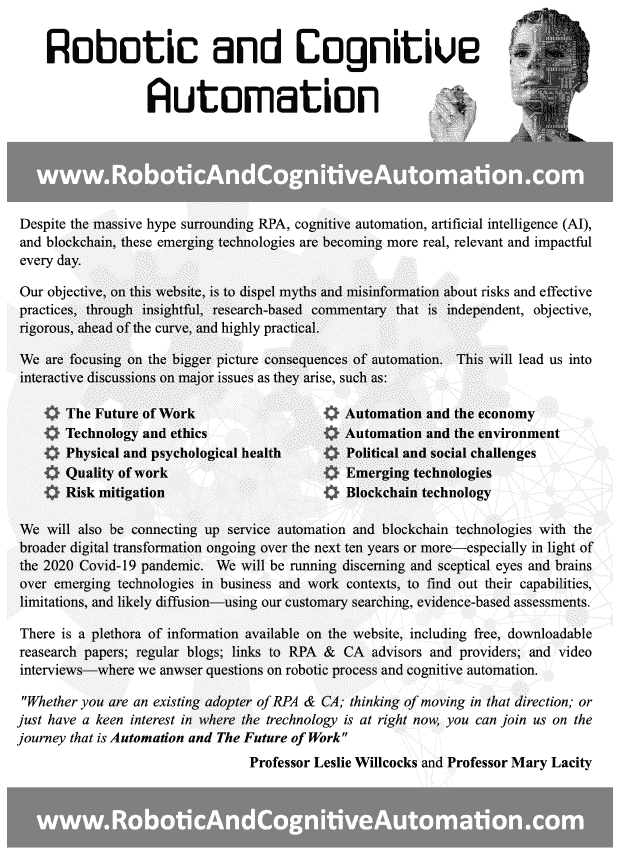 Robotic and Cognitive
Automation
www.RoboticAndCognitiveAutomation.com
Despite the massive hype surrounding RPA, cognitive automation, artificial intelligence (AI),
and blockchain, these emerging technologies are becoming more real, relevant and impactful
every day.
Our objective, on this website, is to dispel myths and misinformation about risks and effective
practices, through insightful, research-based commentary that is independent, objective,
rigorous, ahead of the curve, and highly practical.
We are focusing on the bigger picture consequences of automation. This will lead us into
interactive discussions on major issues as they arise, such as:
The Future of Work
Technology and ethics
Physical and psychological health
Quality of work
Risk mitigation
Automation and the economy
Automation and the environment
Political and social challenges
Emerging technologies
Blockchain technology
We will also be connecting up service automation and blockchain technologies with the
broader digital transformation ongoing over the next ten years or more—especially in light of
the 2020 Covid-19 pandemic. We will be running discerning and sceptical eyes and brains
over emerging technologies in business and work contexts, to find out their capabilities,
limitations, and likely diffusion—using our customary searching, evidence-based assessments.
There is a plethora of information available on the website, including free, downloadable
reasearch papers; regular blogs; links to RPA & CA advisors and providers; and video
interviews—where we anwser questions on robotic process and cognitive automation.
"Whether you are an existing adopter of RPA & CA; thinking of moving in that direction; or
just have a keen interest in where the trechnology is at right now, you can join us on the
journey that is Automation and The Future of Work"
Professor Leslie Willcocks and Professor Mary Lacity
www.RoboticAndCognitiveAutomation.com